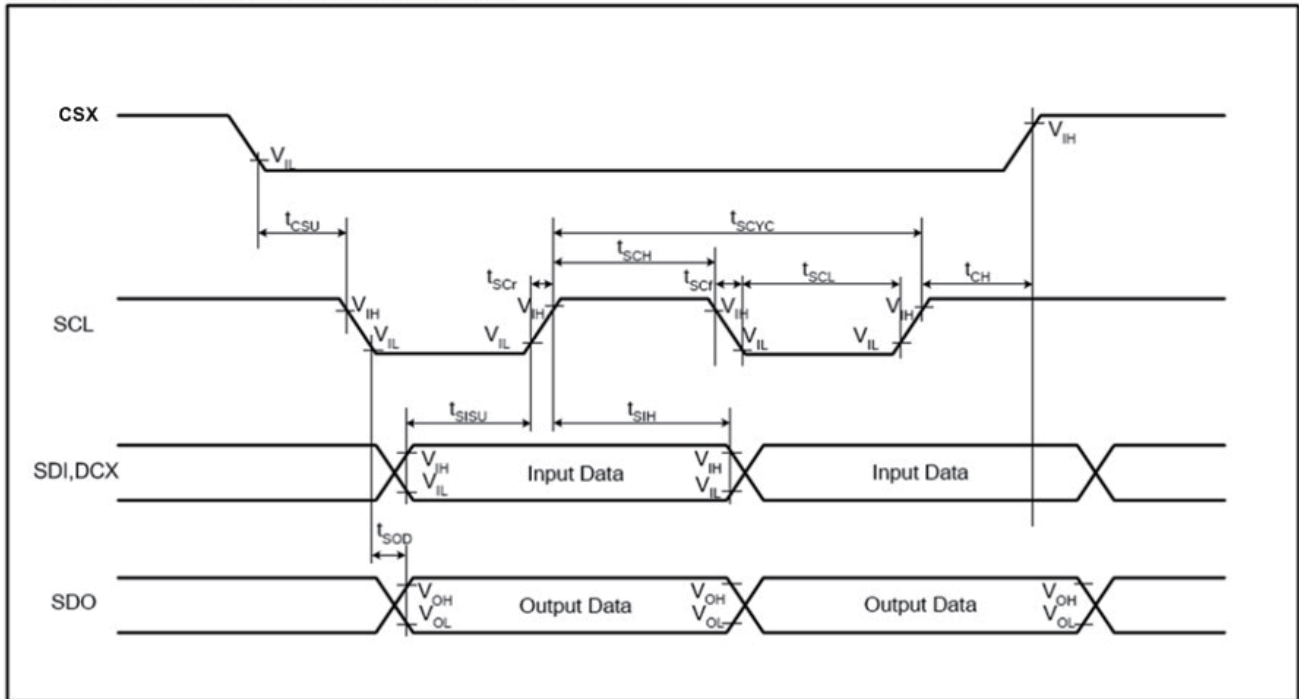 CSX
V_IL
V_IH
t_CSU
t_SCYC
t_SCH
t_SCr
t_SCf
t_SCL
t_CH
SCL
V_IH
V_IL
V_IL
V_IH
V_IH
V_IL
V_IL
V_IH
t_SISU
t_SIH
SDI,DCX
V_IH
V_IL
Input Data
V_IH
V_IL
Input Data
t_SOD
SDO
V_OH
V_OL
Output Data
V_OH
V_OL
Output Data
V_OH
V_OL